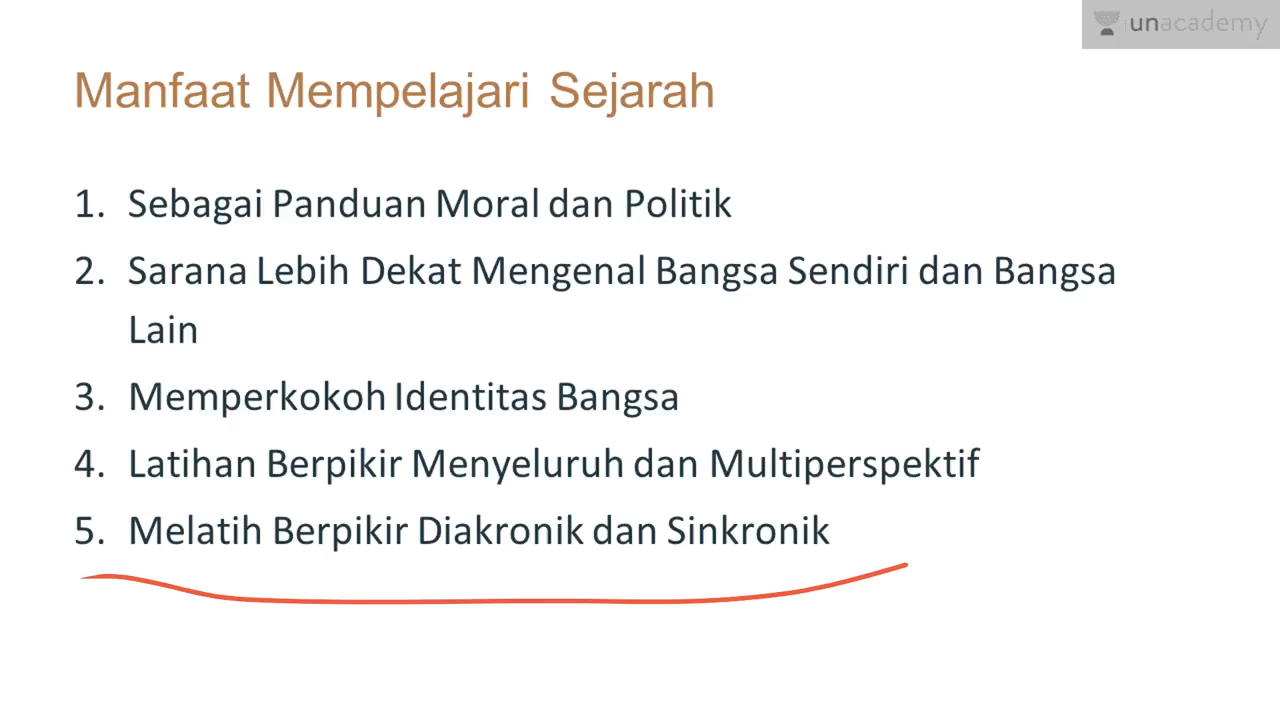 unacademy
Manfaat Mempelajari Sejarah
1. Sebagai Panduan Moral dan Politik
2. Sarana Lebih Dekat Mengenal Bangsa Sendiri dan Bangsa
Lain
3. Memperkokoh Identitas Bangsa
4. Latihan Berpikir Menyeluruh dan Multiperspektif
5. Melatih Berpikir Diakronik dan Sinkronik